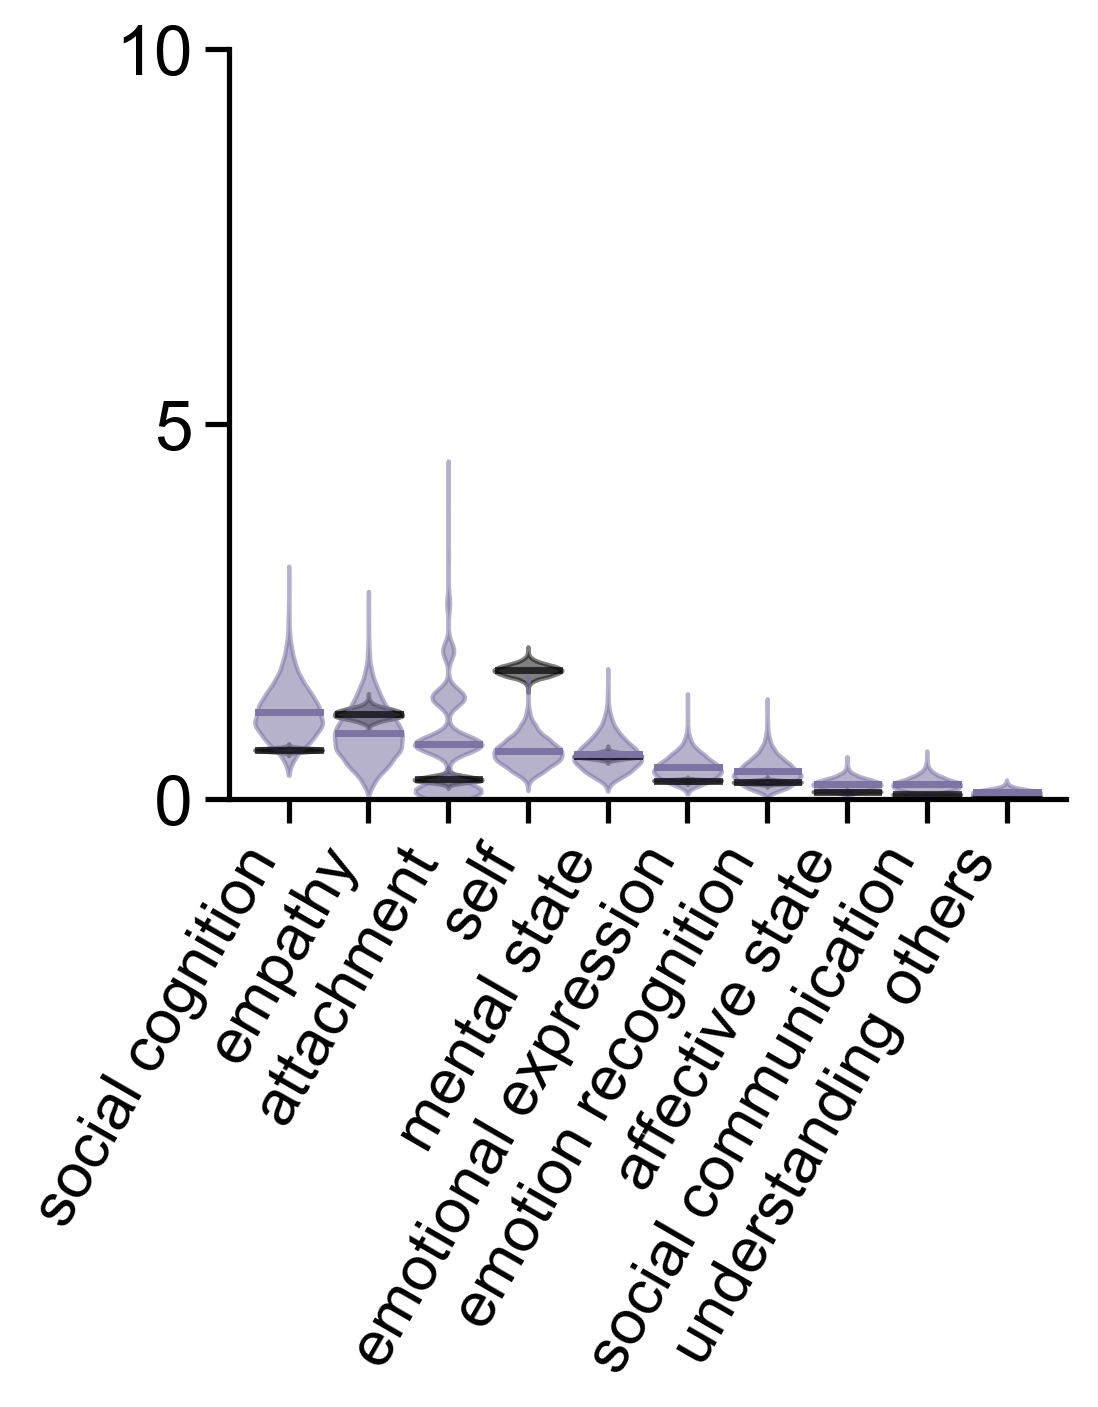 10
5
0
social cognition
empathy
attachment
self
mental state
emotional expression
emotion recognition
affective state
social communication
understanding others